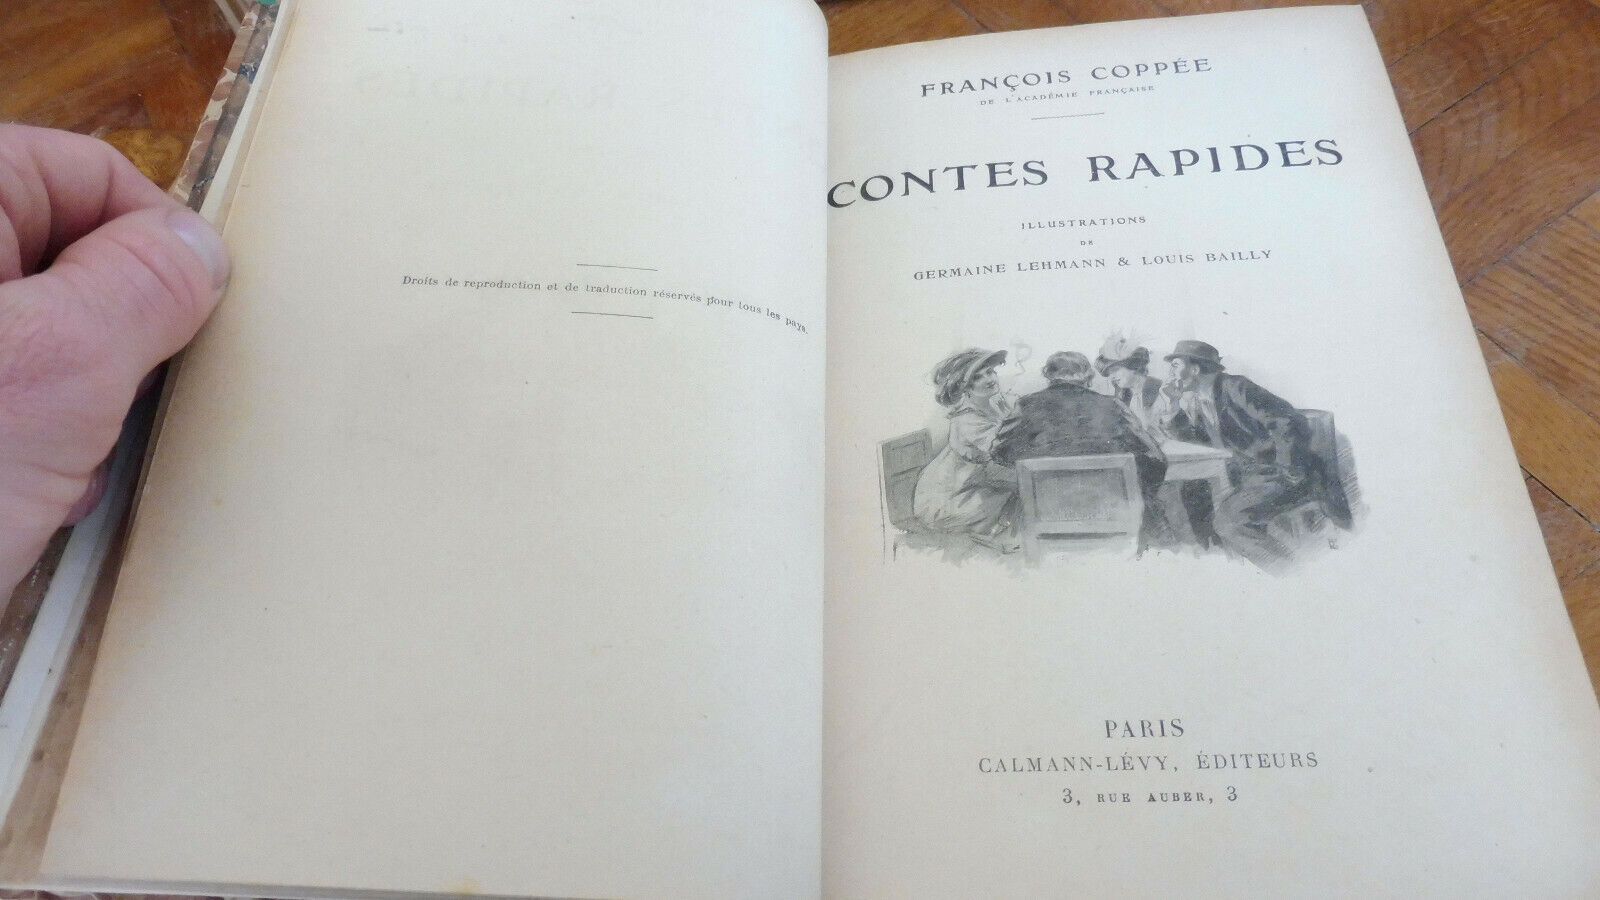 Droits de reproduction et de traduction réservés pour tous les pays.
FRANÇOIS COPPÉE
DE L'ACADÉMIE FRANÇAISE
CONTES RAPIDES
ILLUSTRATIONS
DE
GERMAINE LEHMANN & LOUIS BAILLY
PARIS
CALMANN-LÉVY, ÉDITEURS
3, RUE AUBER, 3